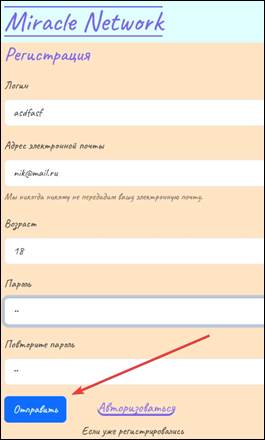 Miracle Network
Регистрация
Логин
asdfasf
Адрес электронной почты
nik@mail.ru
Мы никогда никому не передадим вашу электронную почту.
Возраст
18
Пароль
••
Повторите пароль
••
Отправить
Авторизоваться
Если уже регистрировались